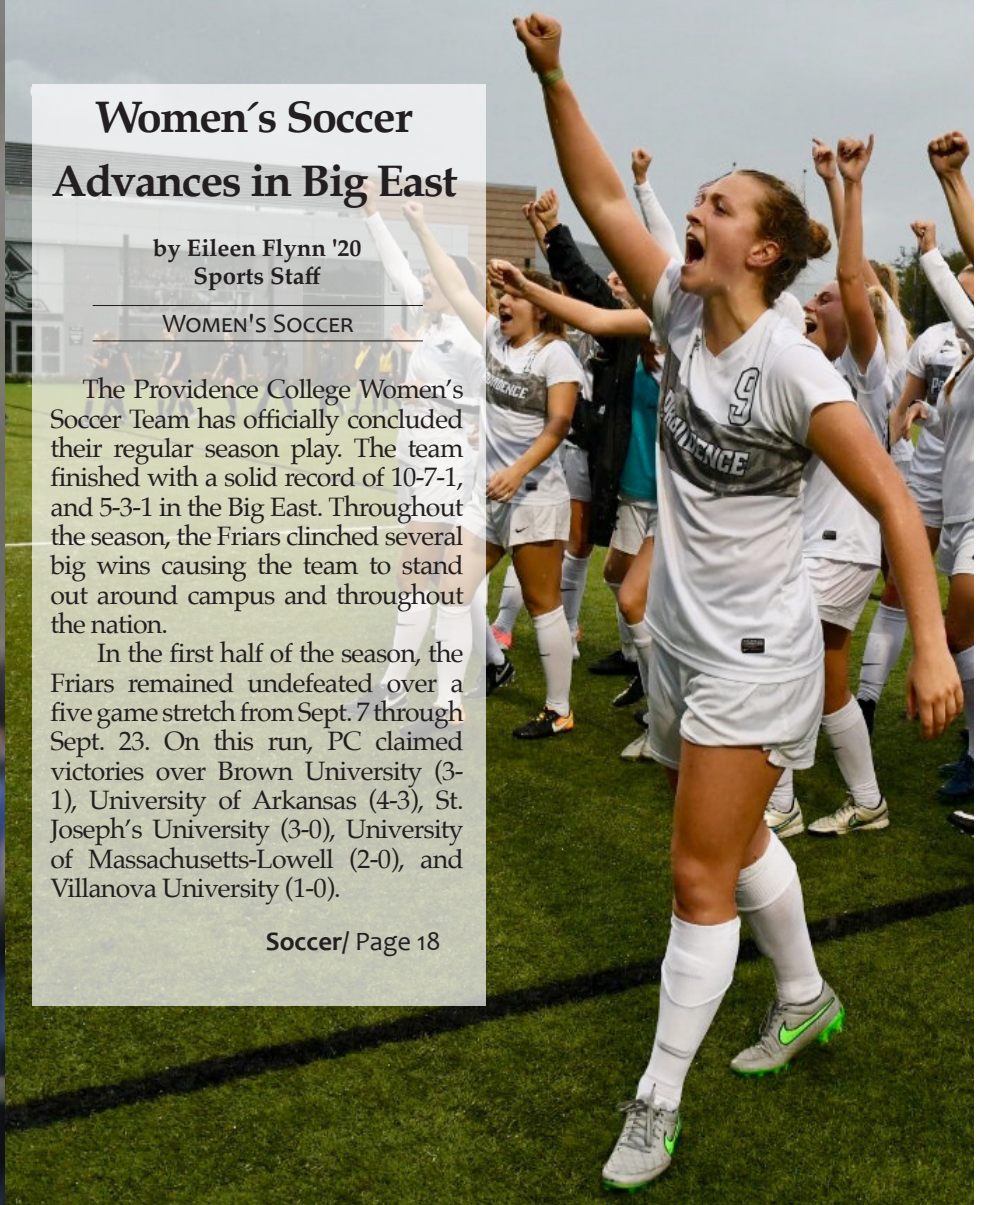 Women´s Soccer
Advances in Big East
by Eileen Flynn '20
Sports Staff
WOMEN'S SOCCER
The Providence College Women’s
Soccer Team has officially concluded
their regular season play. The team
finished with a solid record of 10-7-1,
and 5-3-1 in the Big East. Throughout
the season, the Friars clinched several
big wins causing the team to stand
out around campus and throughout
the nation.
In the first half of the season, the
Friars remained undefeated over a
five game stretch from Sept. 7 through
Sept. 23. On this run, PC claimed
victories over Brown University (3-
1), University of Arkansas (4-3), St.
Joseph’s University (3-0), University
of Massachusetts-Lowell (2-0), and
Villanova University (1-0).
Soccer/ Page 18
PROVIDENCE
9
PROVIDENCE